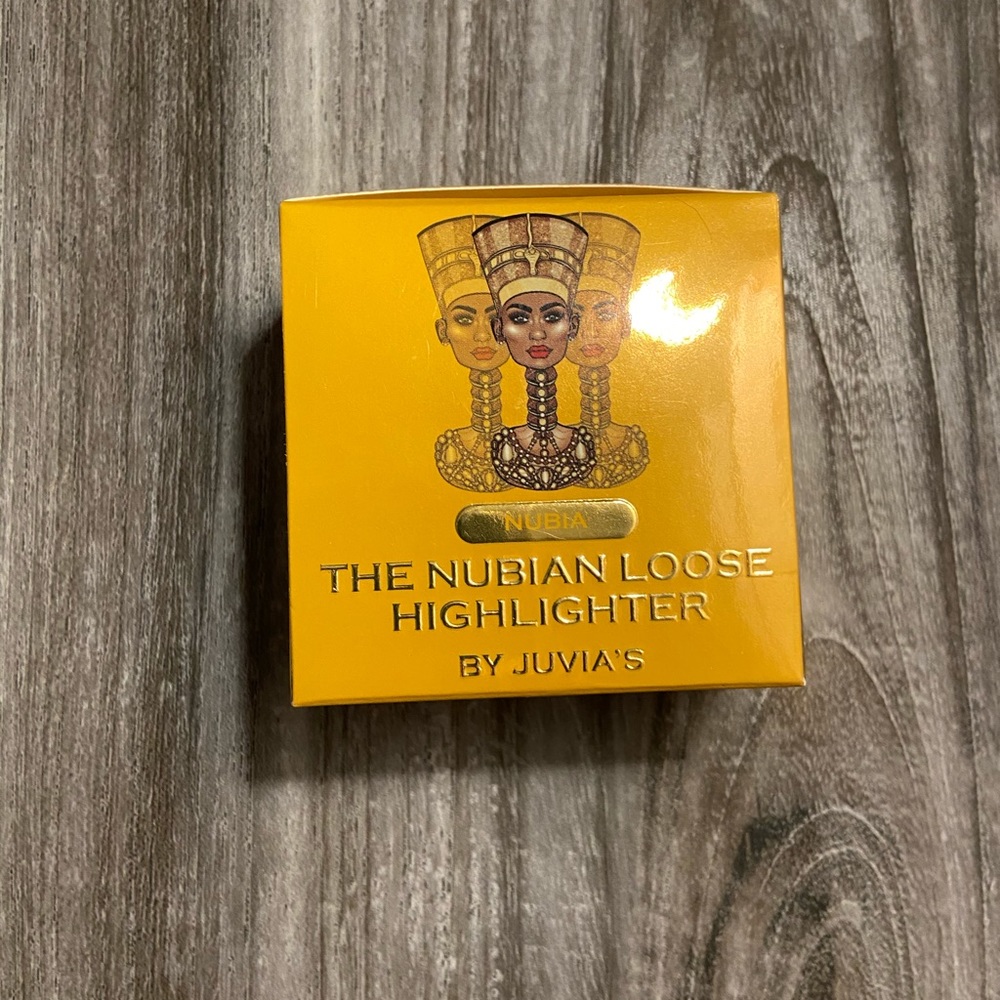 NUBIA
THE NUBIAN LOOSE
HIGHLIGHTER
BY JUVIA'S